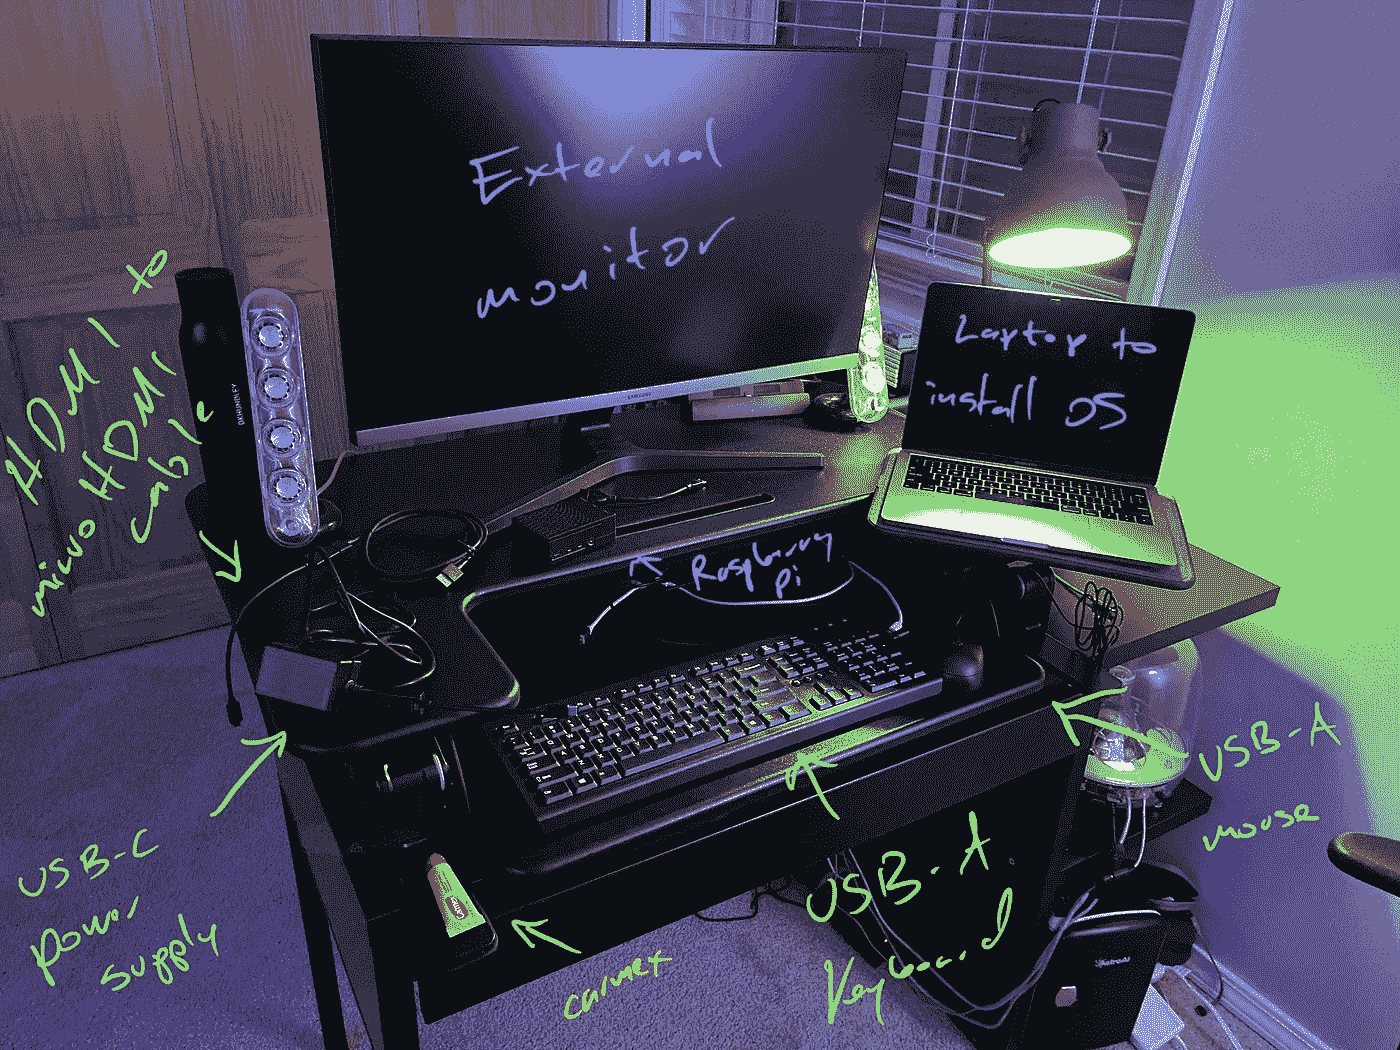 External
monitor
Laptop to
install OS
HDMI to
micro HDMI
cable
Raspberry
Pi
USB-C
power
supply
carmex
USB-A
Keyboard
USB-A
mouse
SAMSUNG
Carmex